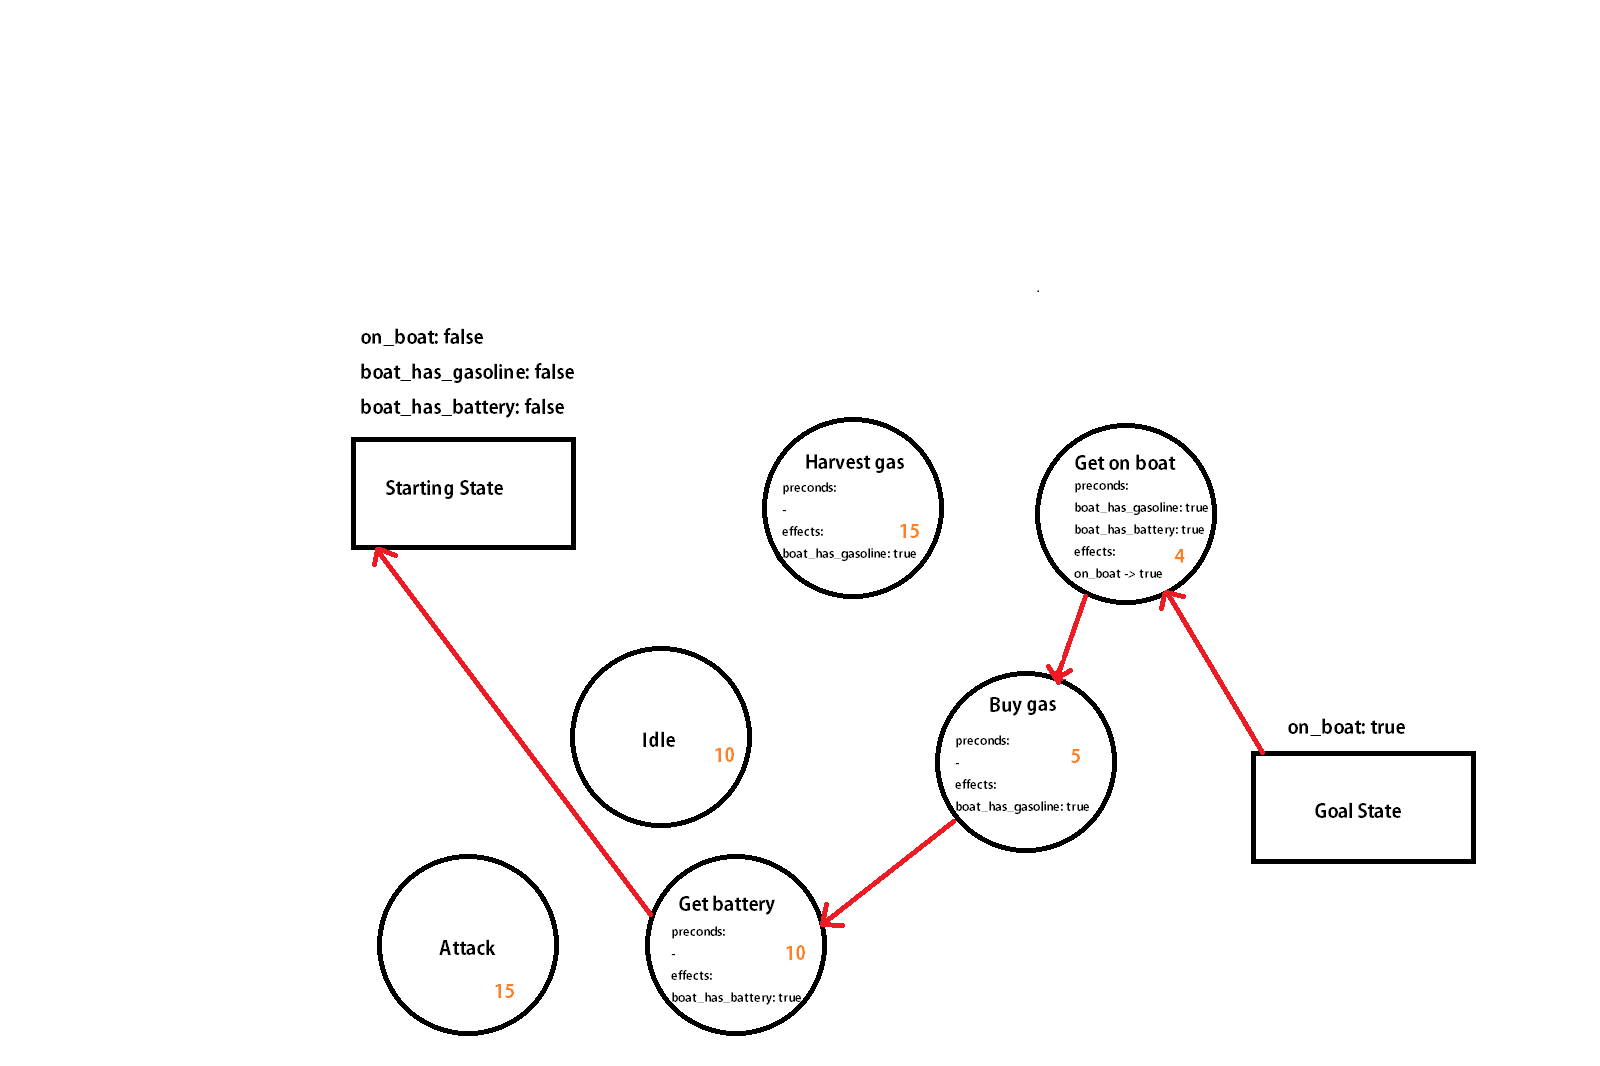 on_boat: false
boat_has_gasoline: false
boat_has_battery: false
Starting State
Harvest gas
preconds:
-
effects:
15
boat_has_gasoline: true
Get on boat
preconds:
boat_has_gasoline: true
boat_has_battery: true
effects:
4
on_boat -> true
Idle
10
Buy gas
preconds:
5
-
effects:
boat_has_gasoline: true
on_boat: true
Goal State
Attack
15
Get battery
preconds:
-
10
effects:
boat_has_battery: true